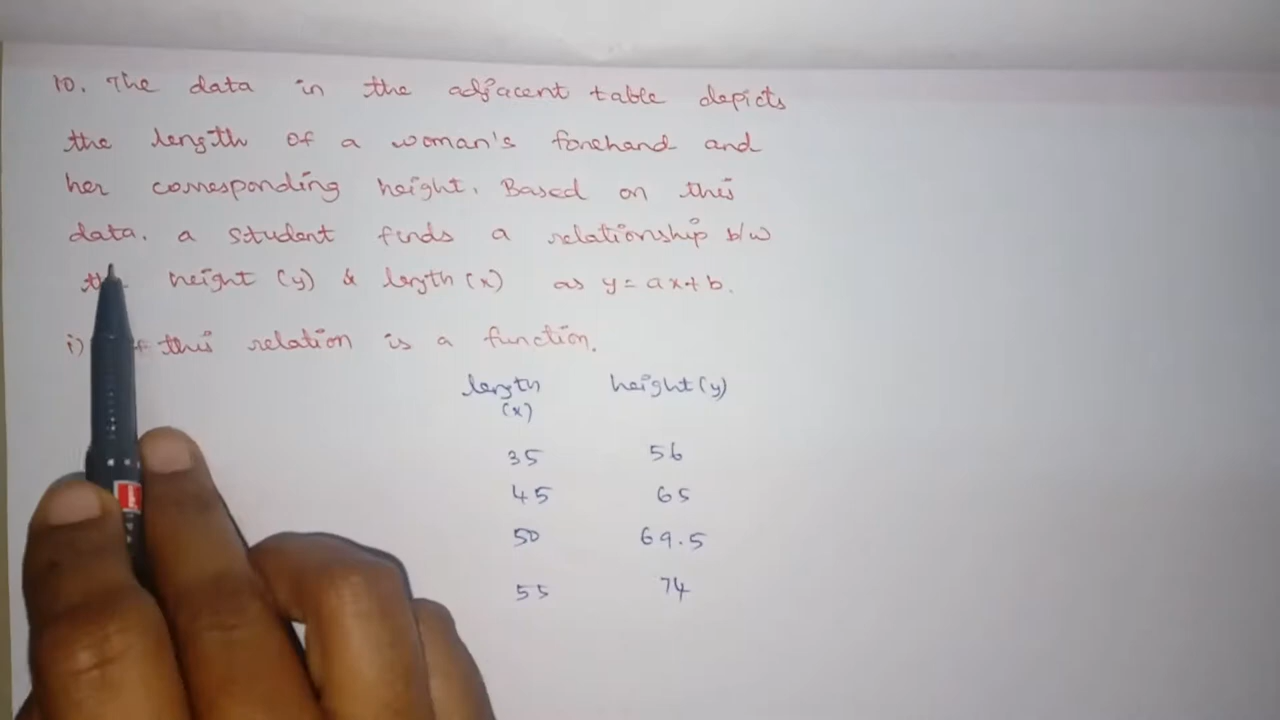 10. The data in the adjacent table depicts
the length of a woman's forehand and
her corresponding height. Based on this
data. a student finds a relationship b/w
the height (y) & length (x) as y = ax+b.
i) this relation is a function.
length height (y)
(x)
35 56
45 65
50 69.5
55 74